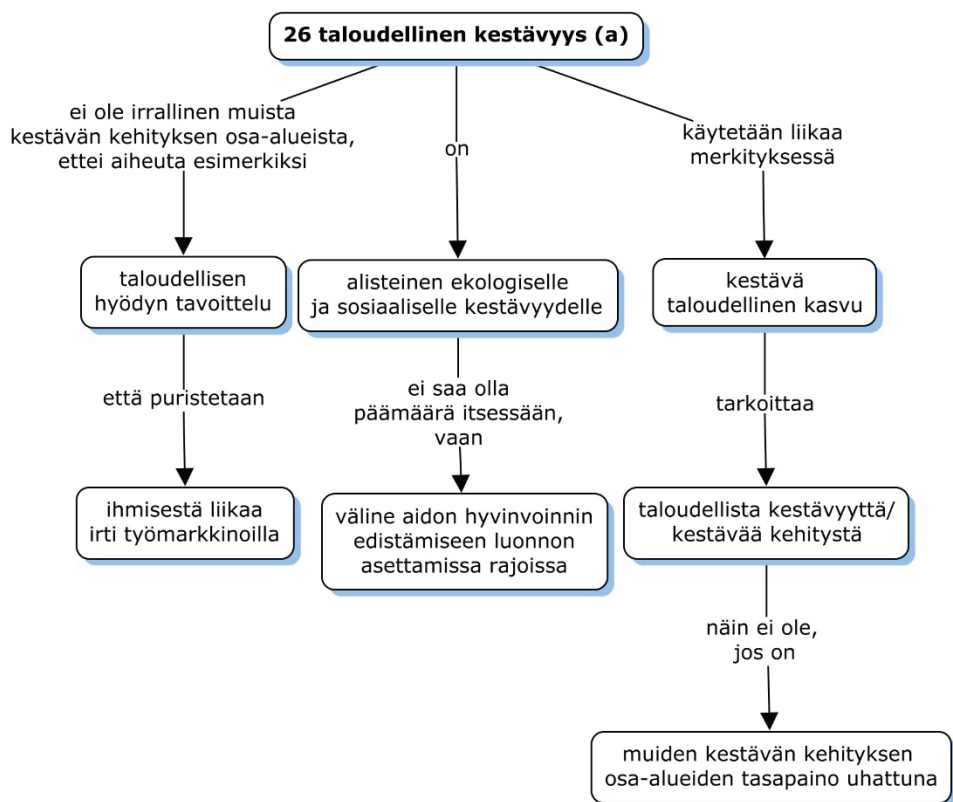 26 taloudellinen kestävyys (a)
ei ole irrallinen muista
kestävän kehityksen osa-alueista,
ettei aiheuta esimerkiksi
on
käytetään liikaa
merkityksessä
taloudellisen
hyödyn tavoittelu
alisteinen ekologiselle
ja sosiaaliselle kestävyydelle
kestävä
taloudellinen kasvu
että puristetaan
ei saa olla
päämäärä itsessään,
vaan
tarkoittaa
ihmisestä liikaa
irti työmarkkinoilla
väline aidon hyvinvoinnin
edistämiseen luonnon
asettamissa rajoissa
taloudellista kestävyyttä/
kestävää kehitystä
näin ei ole,
jos on
muiden kestävän kehityksen
osa-alueiden tasapaino uhattuna